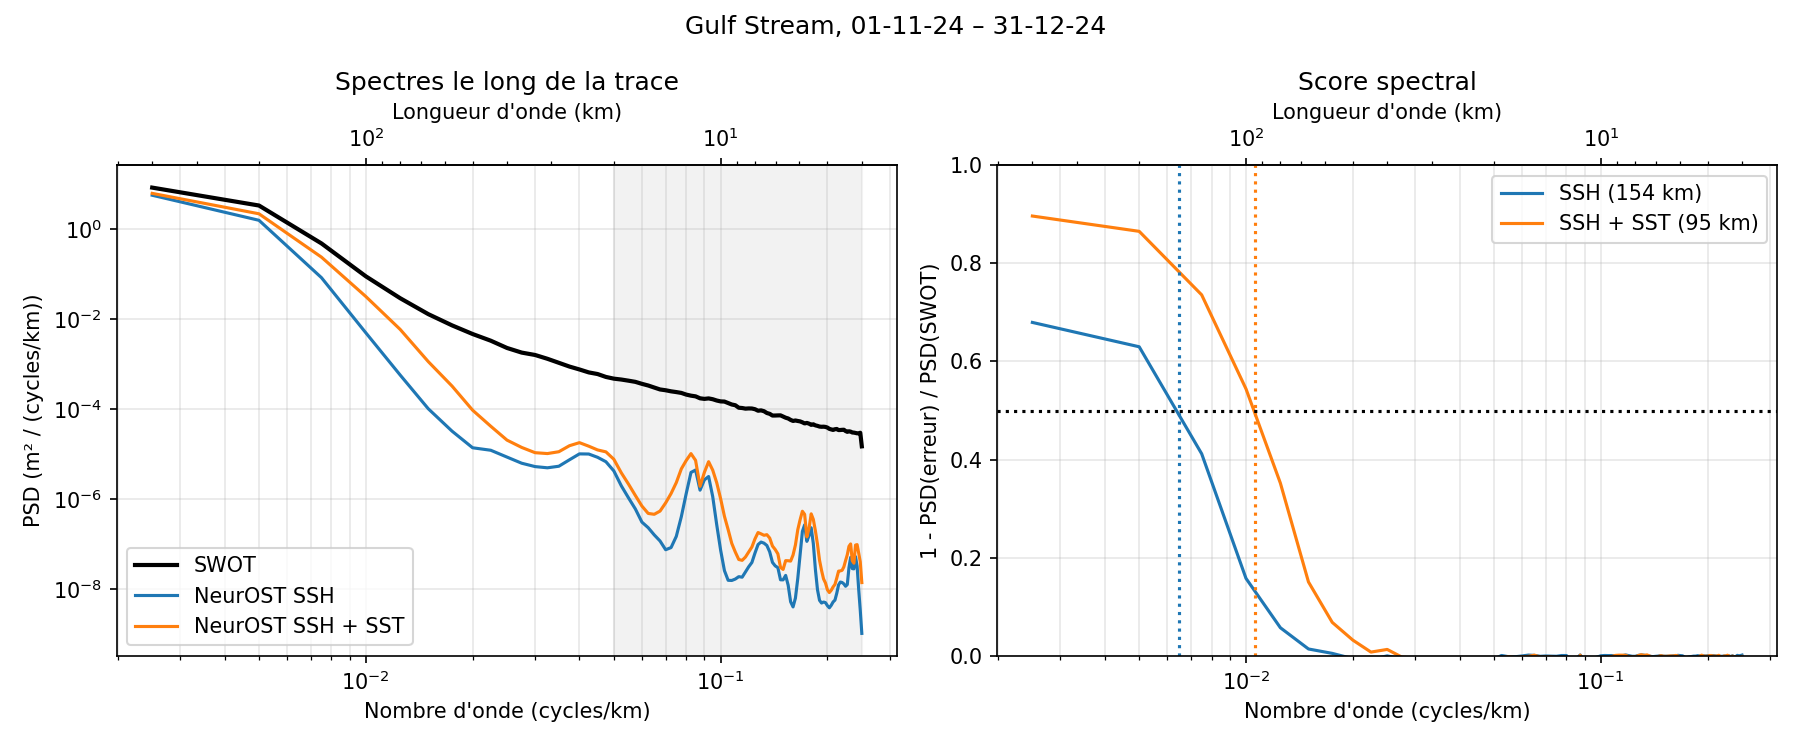 Gulf Stream, 01-11-24 – 31-12-24
Spectres le long de la trace
Longueur d'onde (km)
10² 10¹
PSD (m² / (cycles/km))
10⁰
10⁻²
10⁻⁴
10⁻⁶
10⁻⁸
SWOT
NeurOST SSH
NeurOST SSH + SST
10⁻² 10⁻¹
Nombre d'onde (cycles/km)
Score spectral
Longueur d'onde (km)
10² 10¹
1 - PSD(erreur) / PSD(SWOT)
1.0
0.8
0.6
0.4
0.2
0.0
SSH (154 km)
SSH + SST (95 km)
10⁻² 10⁻¹
Nombre d'onde (cycles/km)